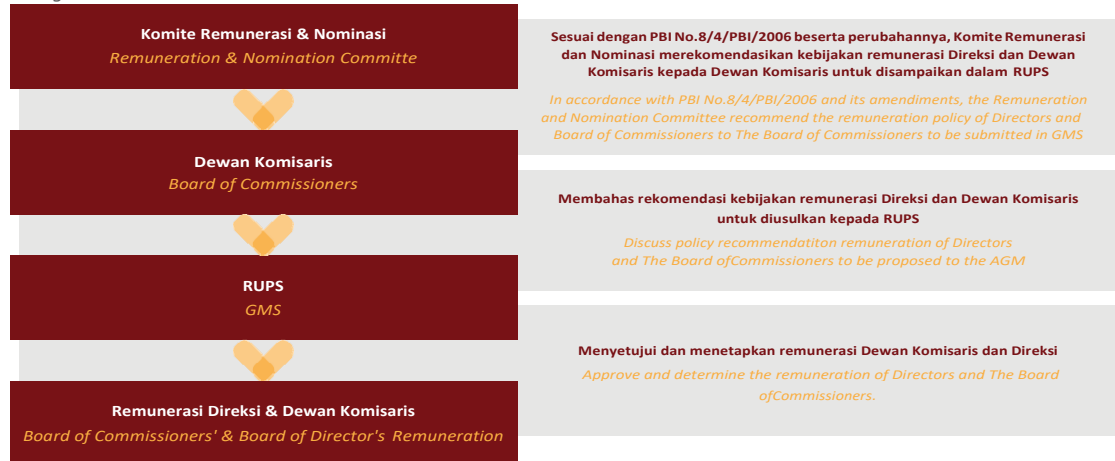 Komite Remunerasi & Nominasi
Remuneration & Nomination Committe
Sesuai dengan PBI No.8/4/PBI/2006 beserta perubahannya, Komite Remunerasi
dan Nominasi merekomendasikan kebijakan remunerasi Direksi dan Dewan
Komisaris kepada Dewan Komisaris untuk disampaikan dalam RUPS
In accordance with PBI No.8/4/PBI/2006 and its amendments, the Remuneration
and Nomination Committee recommend the remuneration policy of Directors and
Board of Commissioners to The Board of Commissioners to be submitted in GMS
Dewan Komisaris
Board of Commissioners
Membahas rekomendasi kebijakan remunerasi Direksi dan Dewan Komisaris
untuk diusulkan kepada RUPS
Discuss policy recommendatiton remuneration of Directors
and The Board ofCommissioners to be proposed to the AGM
RUPS
GMS
Menyetujui dan menetapkan remunerasi Dewan Komisaris dan Direksi
Approve and determine the remuneration of Directors and The Board
ofCommissioners.
Remunerasi Direksi & Dewan Komisaris
Board of Commissioners' & Board of Director's Remuneration